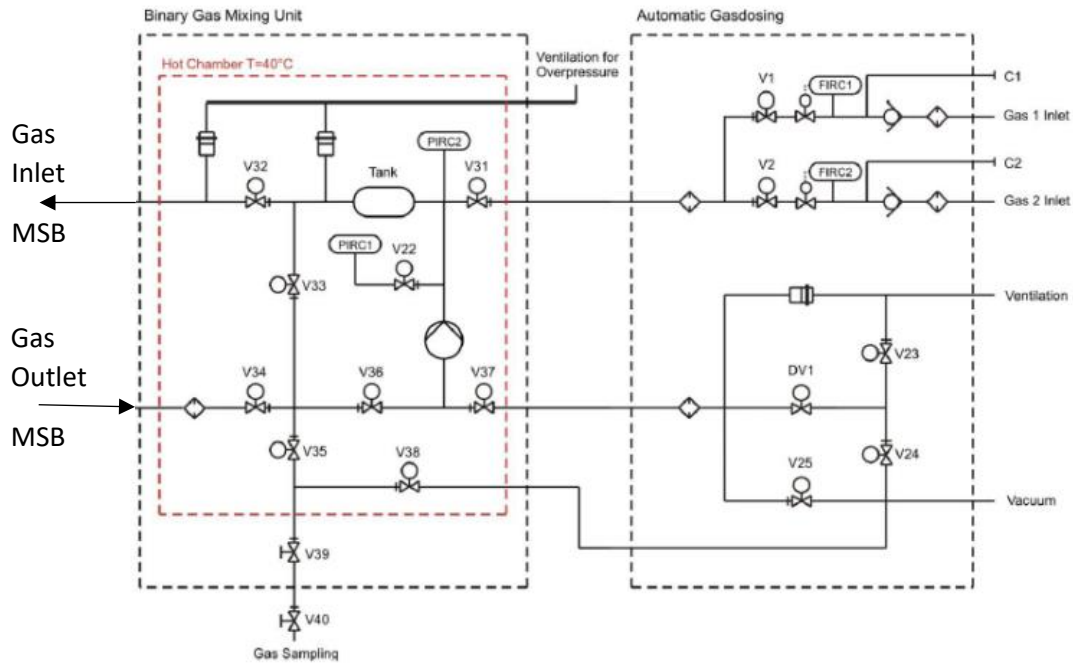 Binary Gas Mixing Unit
Automatic Gasdosing
Hot Chamber T=40°C
Ventilation for
Overpressure
V1
FIRC1
C1
Gas 1 Inlet
PIRC2
Gas
Inlet
MSB
V32
Tank
V31
V2
FIRC2
C2
Gas 2 Inlet
PIRC1
V22
V33
Ventilation
Gas
Outlet
MSB
V34
V36
V37
DV1
V23
V35
V38
V25
V24
Vacuum
V39
V40
Gas Sampling